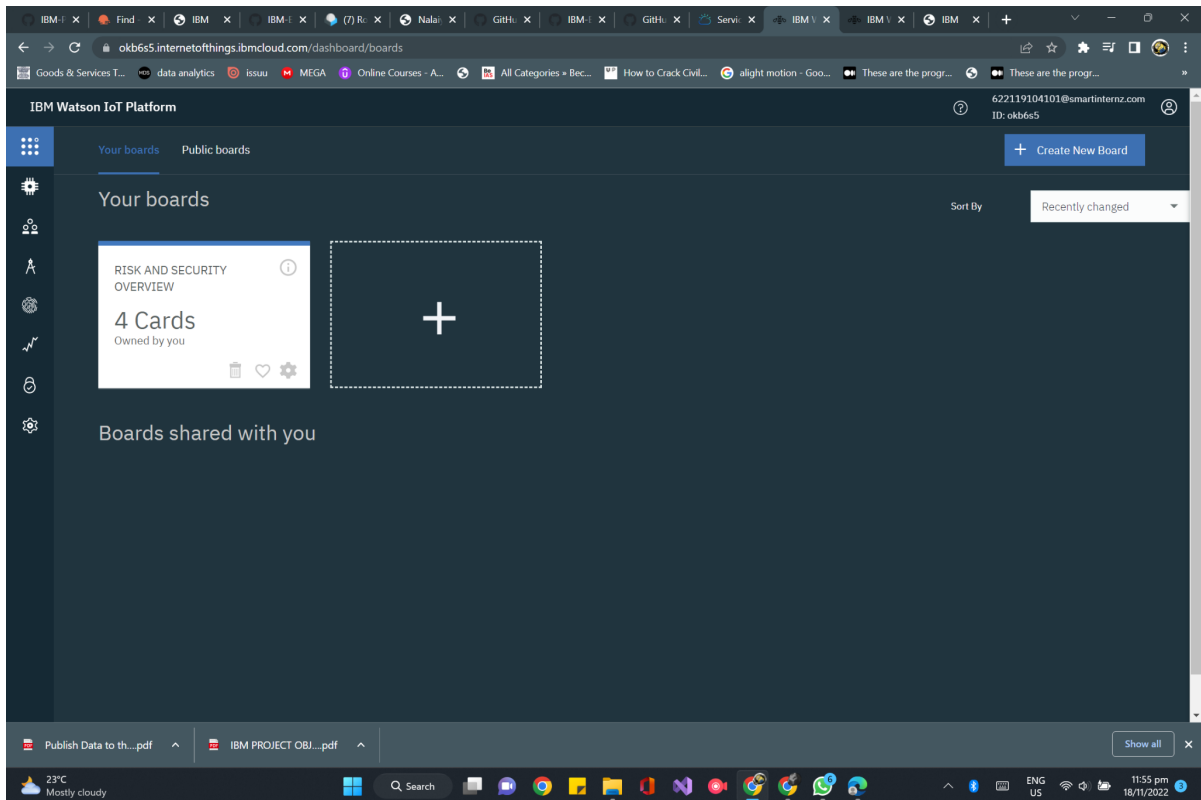 IBM-F
Find -
IBM
IBM-E
(7) Ro
Nalai
GitHu
IBM-E
GitHu
Servic
IBM V
IBM V
IBM
okb6s5.internetofthings.ibmcloud.com/dashboard/boards
Goods & Services T...
data analytics
issuu
MEGA
Online Courses - A...
All Categories » Bec...
How to Crack Civil...
alight motion - Goo...
These are the progr...
These are the progr...
IBM Watson IoT Platform
622119104101@smartinternz.com
ID: okb6s5
Your boards
Public boards
Create New Board
Your boards
Sort By
Recently changed
RISK AND SECURITY
OVERVIEW
4 Cards
Owned by you
Boards shared with you
Publish Data to th....pdf
IBM PROJECT OBJ....pdf
Show all
23°C
Mostly cloudy
Search
6
ENG
US
11:55 pm
18/11/2022
3